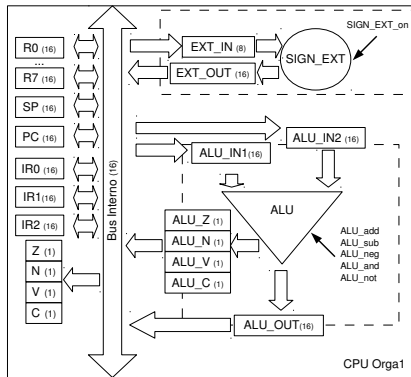 R0 (16)
...
R7 (16)
SP (16)
PC (16)
IR0 (16)
IR1 (16)
IR2 (16)
Z (1)
N (1)
V (1)
C (1)
Bus Interno (16)
EXT_IN (8)
EXT_OUT (16)
SIGN_EXT
SIGN_EXT_on
ALU_IN1 (16)
ALU_IN2 (16)
ALU
ALU_Z (1)
ALU_N (1)
ALU_V (1)
ALU_C (1)
ALU_add
ALU_sub
ALU_neg
ALU_and
ALU_not
ALU_OUT (16)
CPU Orga1